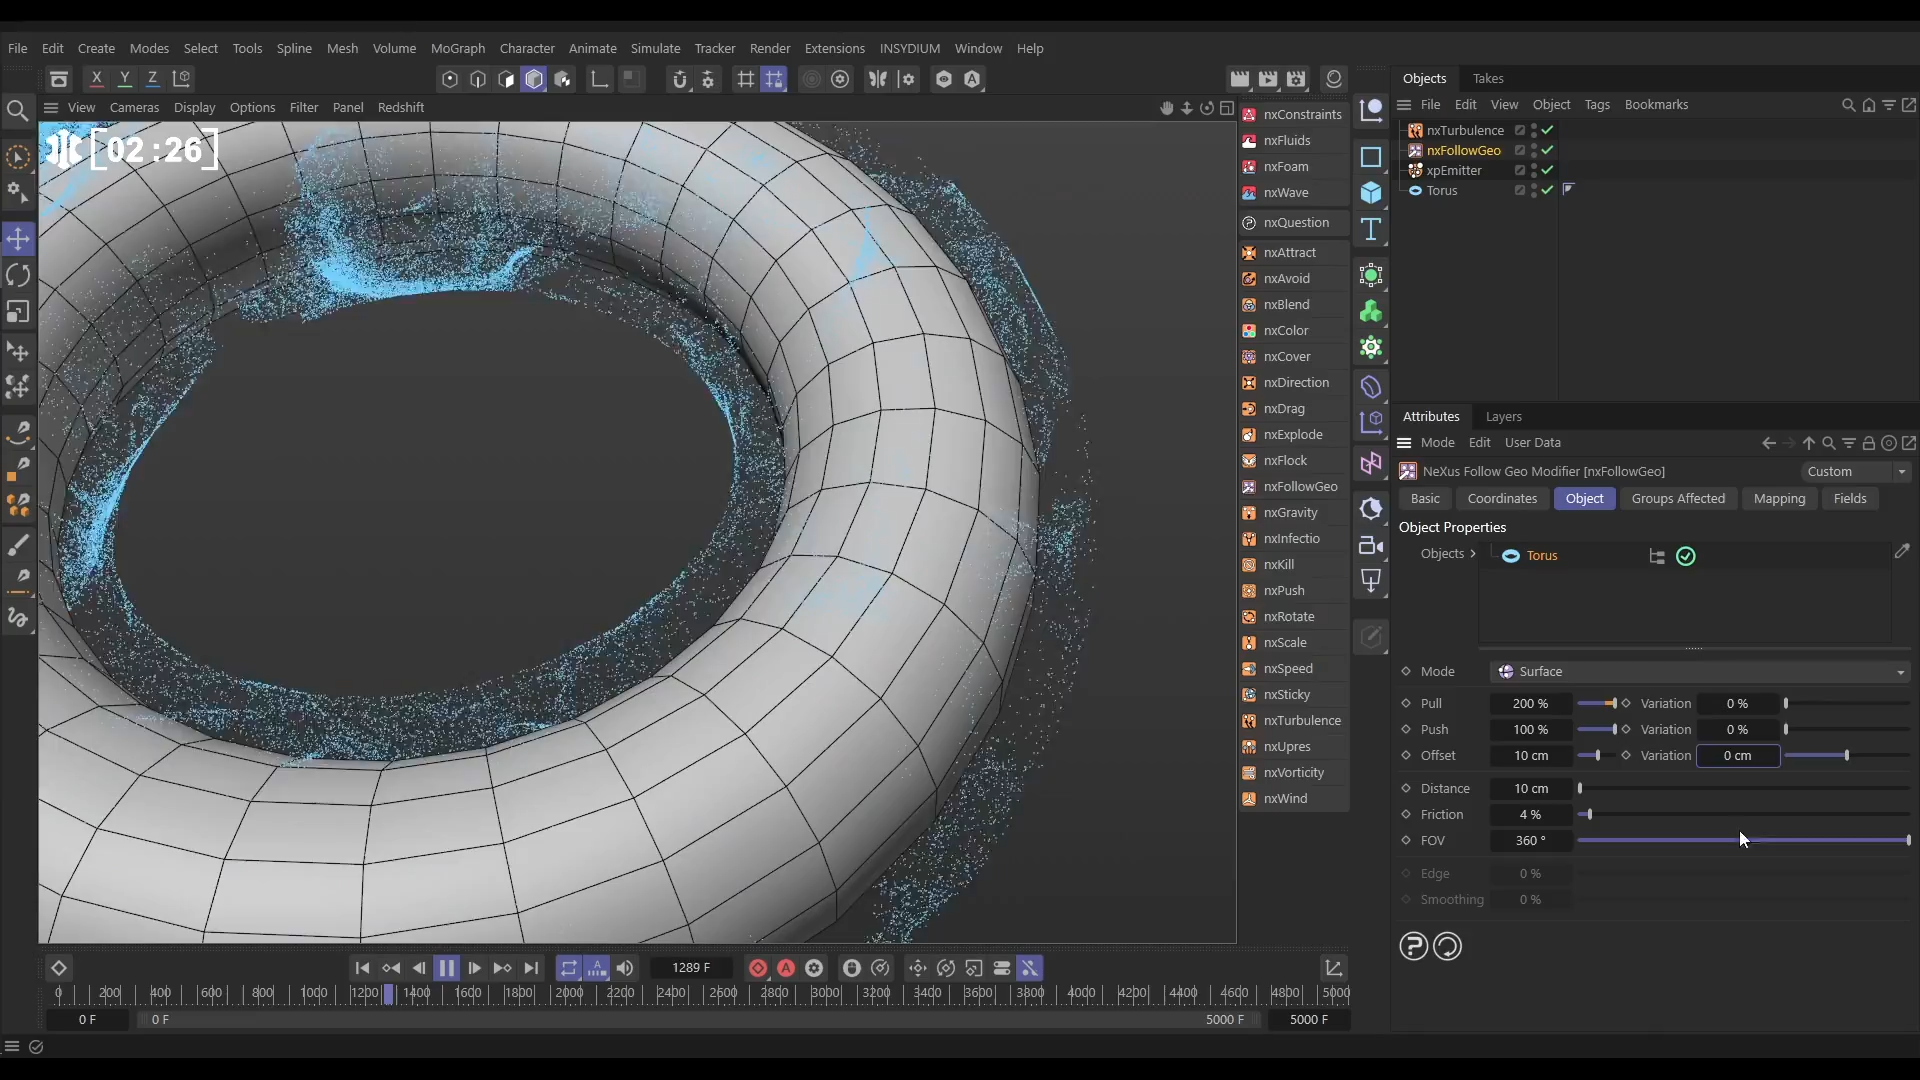 File Edit Create Modes Select Tools Spline Mesh Volume MoGraph Character Animate Simulate Tracker Render Extensions INSYDIUM Window Help
X Y Z
View Cameras Display Options Filter Panel Redshift
[02:26]
nxConstraints
nxFluids
nxFoam
nxWave
nxQuestion
nxAttract
nxAvoid
nxBlend
nxColor
nxCover
nxDirection
nxDrag
nxExplode
nxFlock
nxFollowGeo
nxGravity
nxInfectio
nxKill
nxPush
nxRotate
nxScale
nxSpeed
nxSticky
nxTurbulence
nxUpres
nxVorticity
nxWind
Objects Takes
File Edit View Object Tags Bookmarks
nxTurbulence
nxFollowGeo
xpEmitter
Torus
Attributes Layers
Mode Edit User Data
NeXus Follow Geo Modifier [nxFollowGeo] Custom
Basic Coordinates Object Groups Affected Mapping Fields
Object Properties
Objects Torus
Mode Surface
Pull 200 % Variation 0 %
Push 100 % Variation 0 %
Offset 10 cm Variation 0 cm
Distance 10 cm
Friction 4 %
FOV 360 °
Edge 0 %
Smoothing 0 %
1289 F
0 200 400 600 800 1000 1200 1400 1600 1800 2000 2200 2400 2600 2800 3000 3200 3400 3600 3800 4000 4200 4400 4600 4800 5000
0 F 0 F 5000 F 5000 F